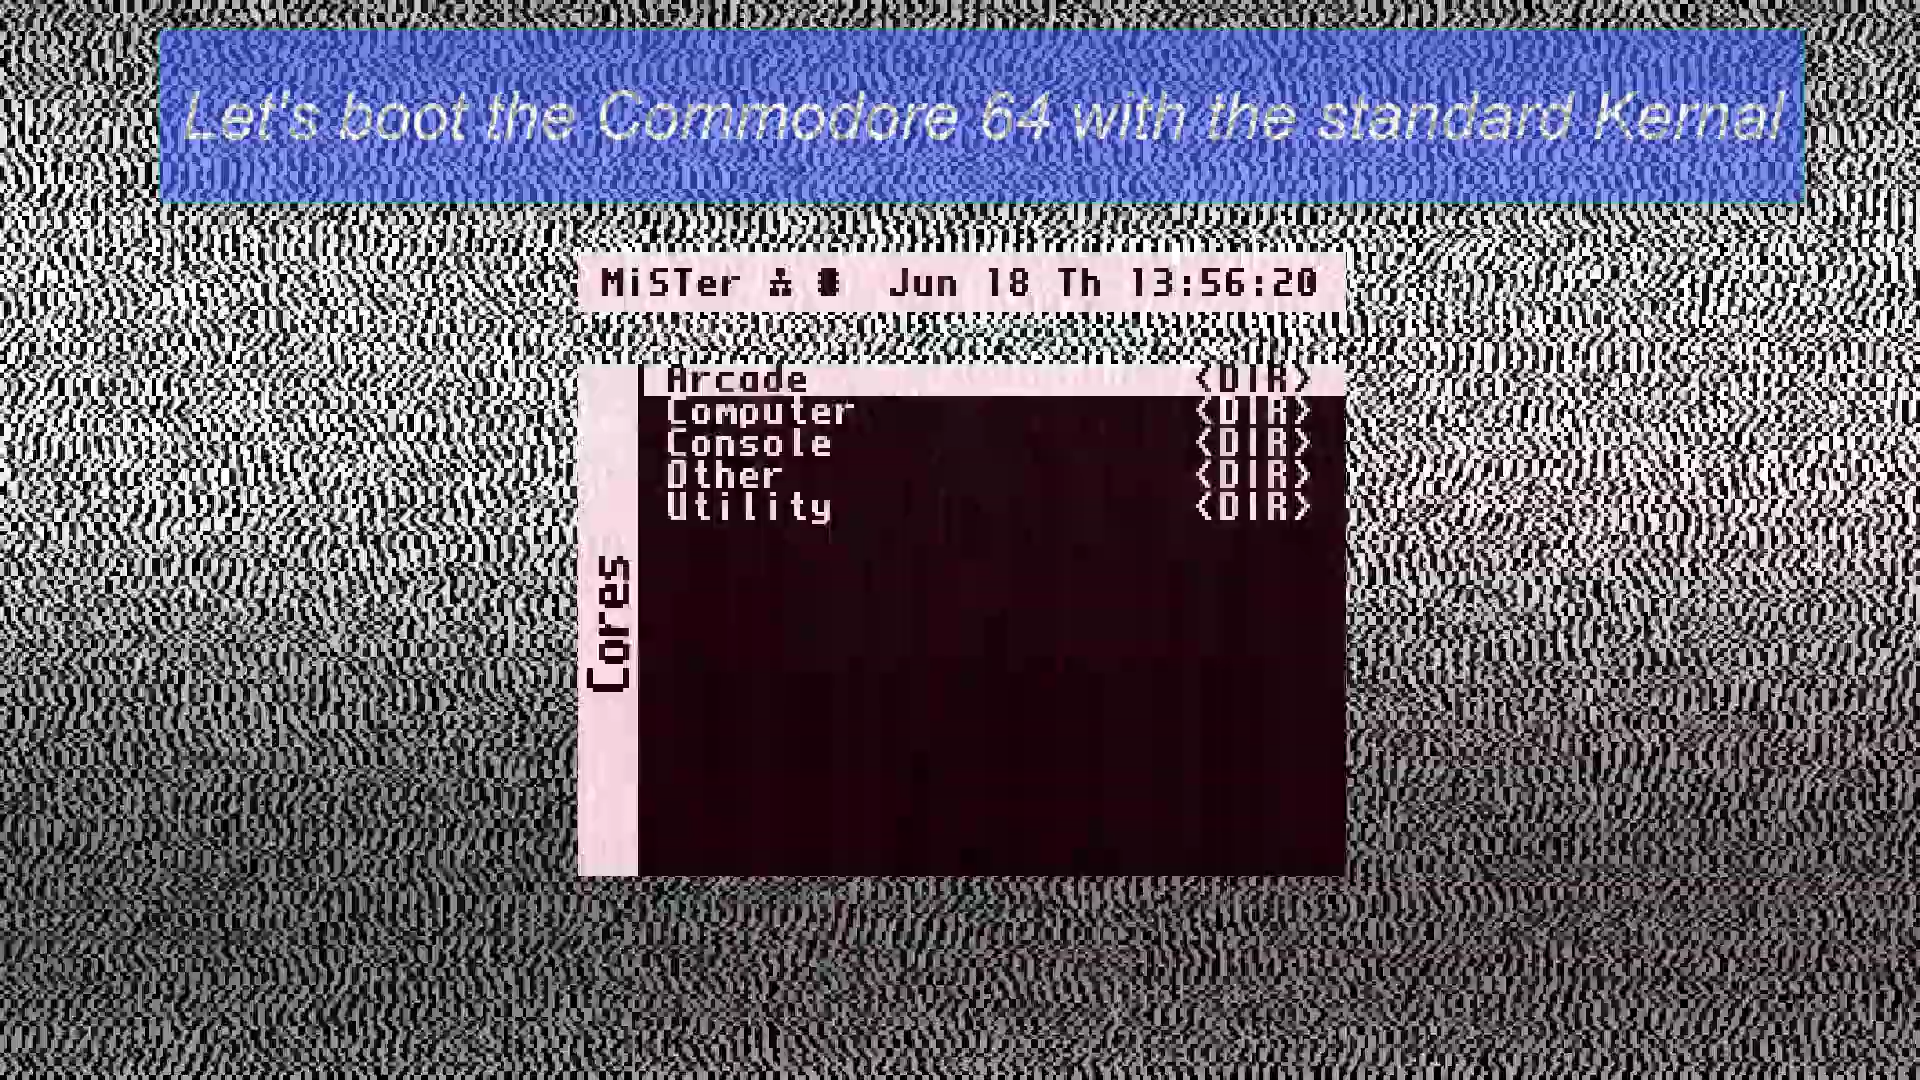 Let's boot the Commodore 64 with the standard Kernal
MiSTer Jun 18 Th 13:56:20
Arcade <DIR>
Computer <DIR>
Console <DIR>
Other <DIR>
Utility <DIR>
Cores